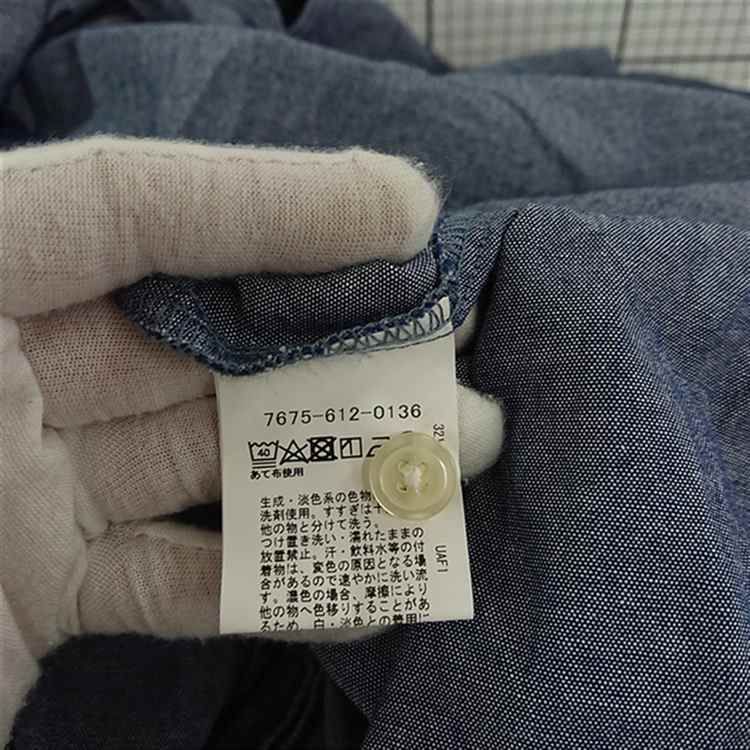 7675-612-0136
40
あて布使用
生成・淡色系の色物
洗剤使用。すすぎは十
他の物と分けて洗う。
つけ置き洗い・濡れたままの
放置禁止。汗・飲料水等の付
着物は、変色の原因となる場
合があるので速やかに洗い流
す。濃色の場合、摩擦により
他の物へ色移りすることがあ
るため、白・淡色との着用に
UAF1